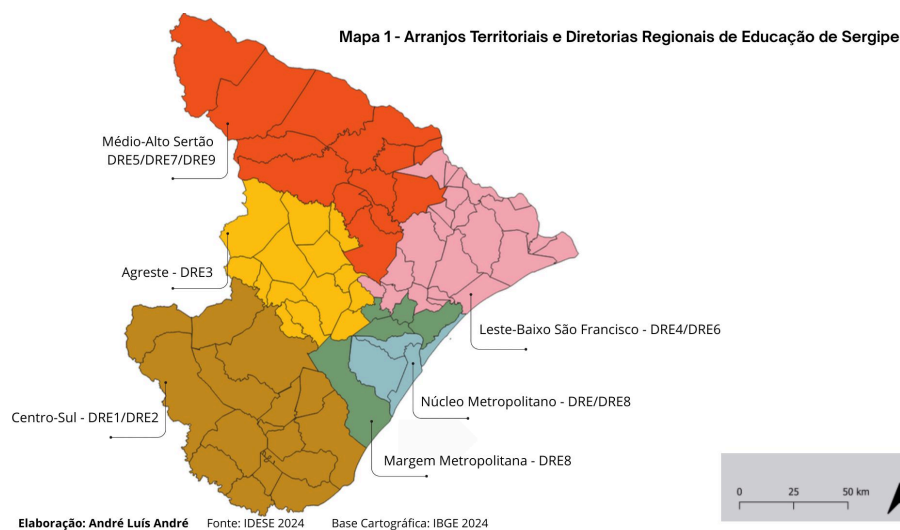 Mapa 1 - Arranjos Territoriais e Diretorias Regionais de Educação de Sergipe
Médio-Alto Sertão
DRE5/DRE7/DRE9
Agreste - DRE3
Leste-Baixo São Francisco - DRE4/DRE6
Núcleo Metropolitano - DRE/DRE8
Centro-Sul - DRE1/DRE2
Margem Metropolitana - DRE8
0 25 50 km
Elaboração: André Luís André Fonte: IDESE 2024 Base Cartográfica: IBGE 2024